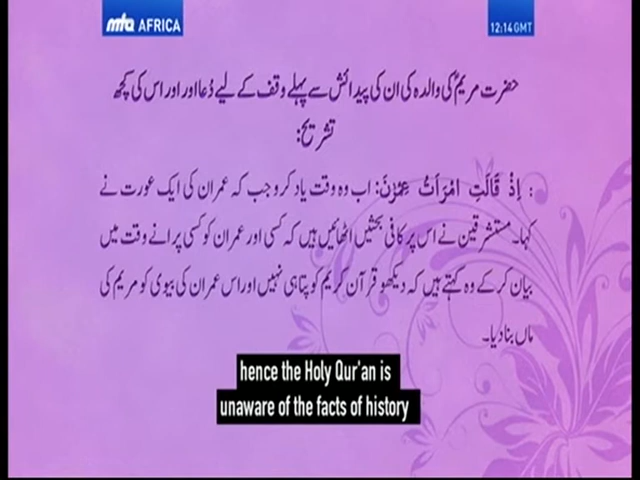 mta AFRICA
12:14 GMT
حضرت مریمؑ کی والدہ کی ان کی پیدائش سے پہلے وقف کے لیے دُعا اور اور اس کی کچھ
تشریح:
: إِذْ قَالَتِ امْرَأَتُ عِمْرٰنَ: اب وہ وقت یاد کرو جب کہ عمران کی ایک عورت نے
کہا۔ مستشرقین نے اس پر کافی بحثیں اٹھائیں ہیں کہ کسی اور عمران کو کسی پرانے وقت میں
بیان کر کے وہ کہتے ہیں کہ دیکھو قرآن کریم کو پتا ہی نہیں اور اس عمران کی بیوی کو مریم کی
ماں بنا دیا۔
hence the Holy Qur'an is
unaware of the facts of history